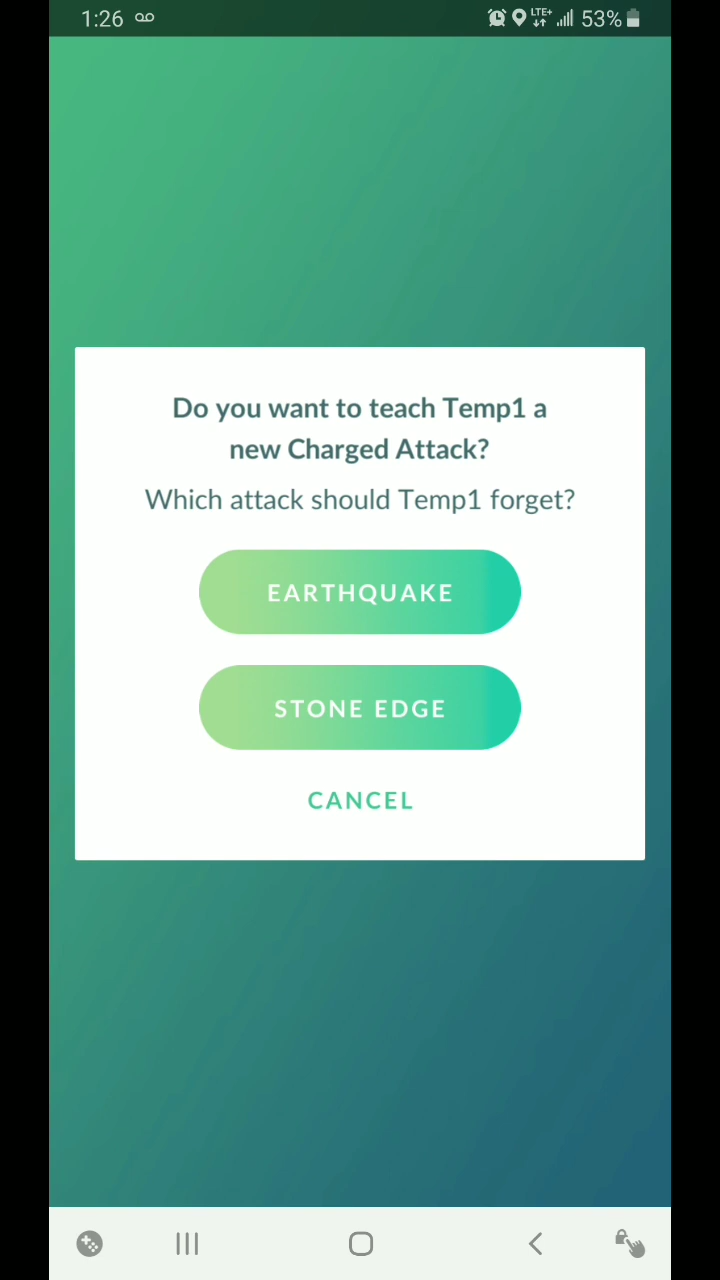 1:26
LTE+
53%
Do you want to teach Temp1 a
new Charged Attack?
Which attack should Temp1 forget?
EARTHQUAKE
STONE EDGE
CANCEL